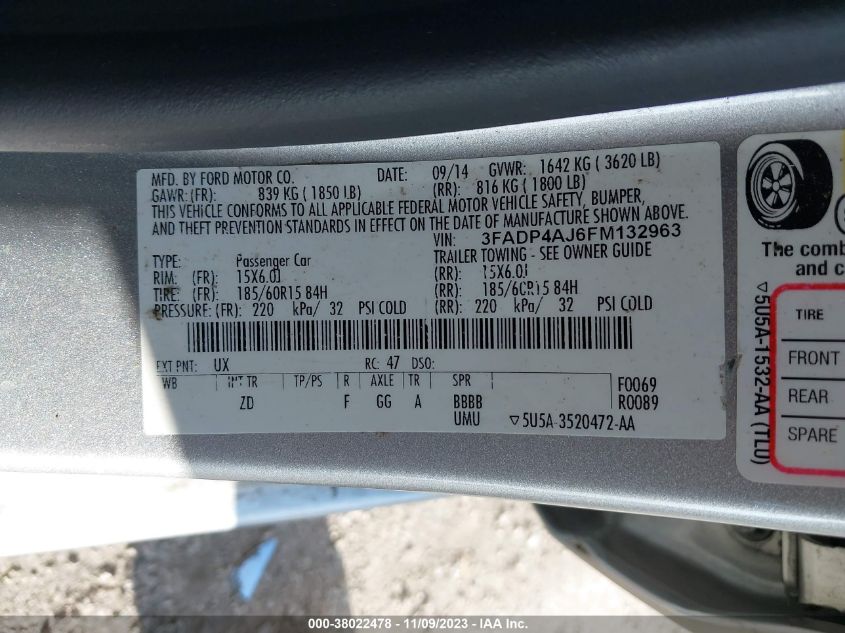 MFD. BY FORD MOTOR CO. DATE: 09/14 GVWR: 1642 KG ( 3620 LB)
GAWR: (FR): 839 KG ( 1850 LB) (RR): 816 KG ( 1800 LB)
THIS VEHICLE CONFORMS TO ALL APPLICABLE FEDERAL MOTOR VEHICLE SAFETY, BUMPER,
AND THEFT PREVENTION STANDARDS IN EFFECT ON THE DATE OF MANUFACTURE SHOWN ABOVE.
VIN: 3FADP4AJ6FM132963
TYPE: Passenger Car TRAILER TOWING - SEE OWNER GUIDE
RIM: (FR): 15X6.0J (RR): 15X6.0J
TIRE: (FR): 185/60R15 84H (RR): 185/60R15 84H
PRESSURE: (FR): 220 kPa/ 32 PSI COLD (RR): 220 kPa/ 32 PSI COLD
EXT PNT: UX RC: 47 DSO:
WB INT TR TP/PS R AXLE TR SPR F0069
ZD F GG A BBBB R0089
UMU ▽5U5A-3520472-AA
▽5U5A-1532-AA (TLU)
The comb
and c
TIRE
FRONT
REAR
SPARE
000-38022478 - 11/09/2023 - IAA Inc.